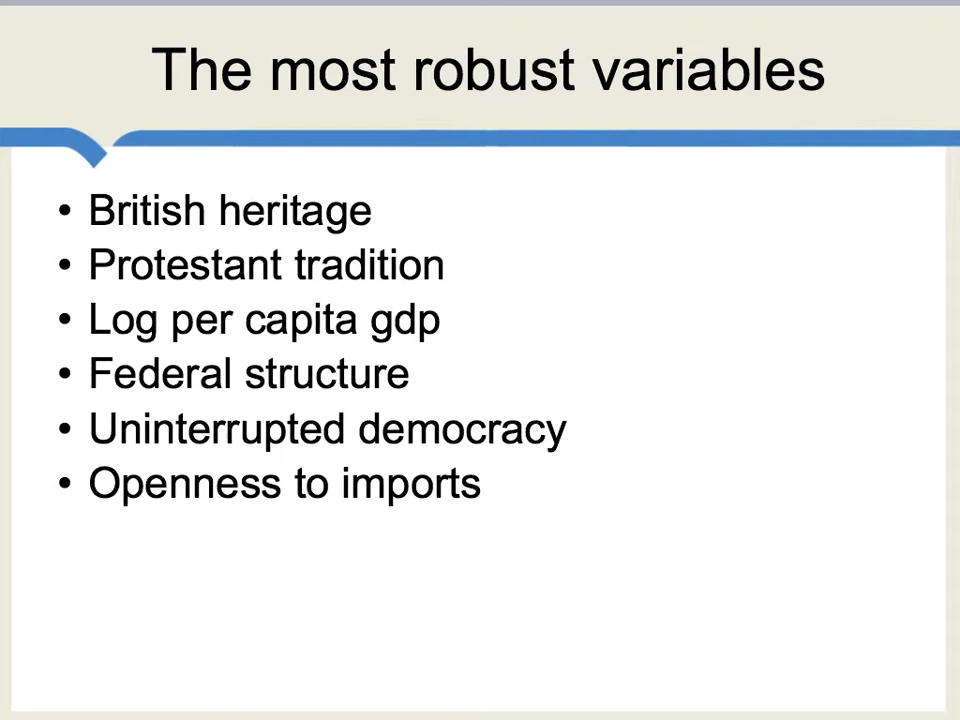 The most robust variables
• British heritage
• Protestant tradition
• Log per capita gdp
• Federal structure
• Uninterrupted democracy
• Openness to imports